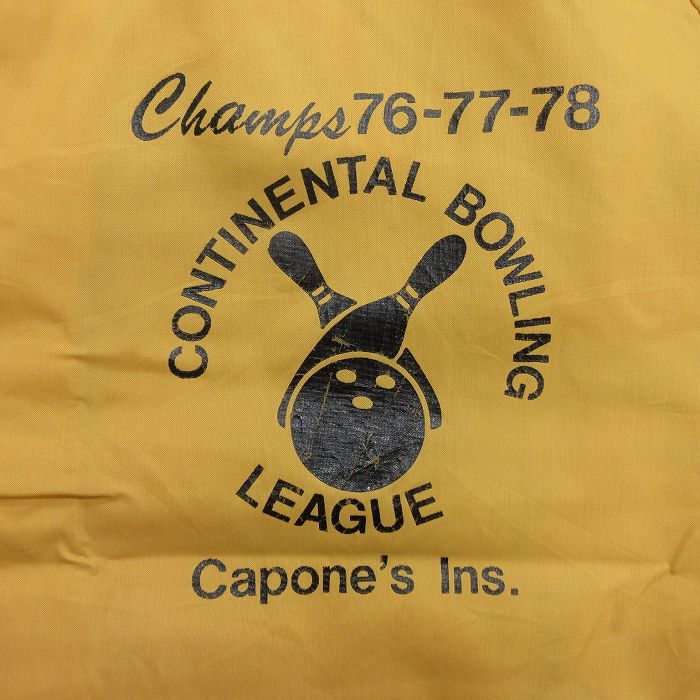 Champs 76-77-78
CONTINENTAL BOWLING
LEAGUE
Capone's Ins.